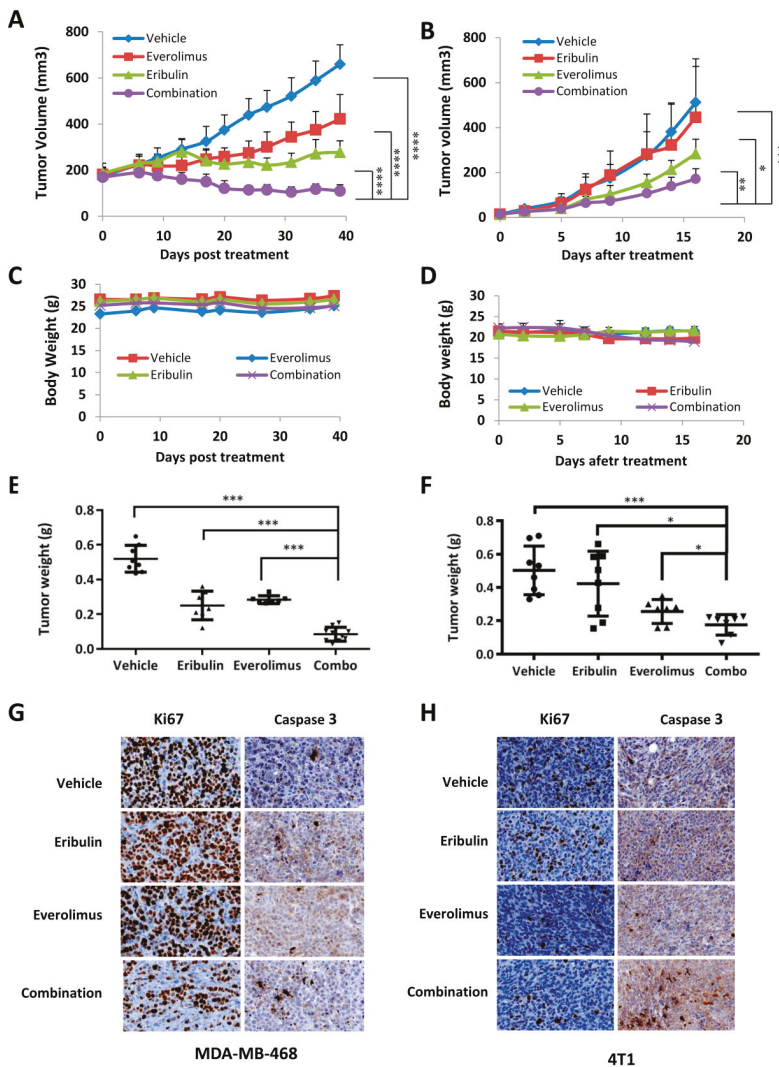 A
800
600
400
200
0
Tumor Volume (mm3)
Vehicle
Everolimus
Eribulin
Combination
****
****
****
0 10 20 30 40
Days post treatment
B
800
600
400
200
0
Tumor Volume (mm3)
Vehicle
Eribulin
Everolimus
Combination
**
*
0 5 10 15 20
Days after treatment
C
30
25
20
15
10
5
0
Body Weight (g)
Vehicle Everolimus
Eribulin Combination
0 10 20 30 40
Days post treatment
D
30
25
20
15
10
5
0
Body weight (g)
Vehicle Eribulin
Everolimus Combination
0 5 10 15 20
Days afetr treatment
E
0.8
0.6
0.4
0.2
0.0
Tumor weight (g)
***
***
***
Vehicle Eribulin Everolimus Combo
F
0.8
0.6
0.4
0.2
0.0
Tumor weight (g)
***
*
*
Vehicle Eribulin Everolimus Combo
G
Ki67 Caspase 3
Vehicle
Eribulin
Everolimus
Combination
MDA-MB-468
H
Ki67 Caspase 3
Vehicle
Eribulin
Everolimus
Combination
4T1